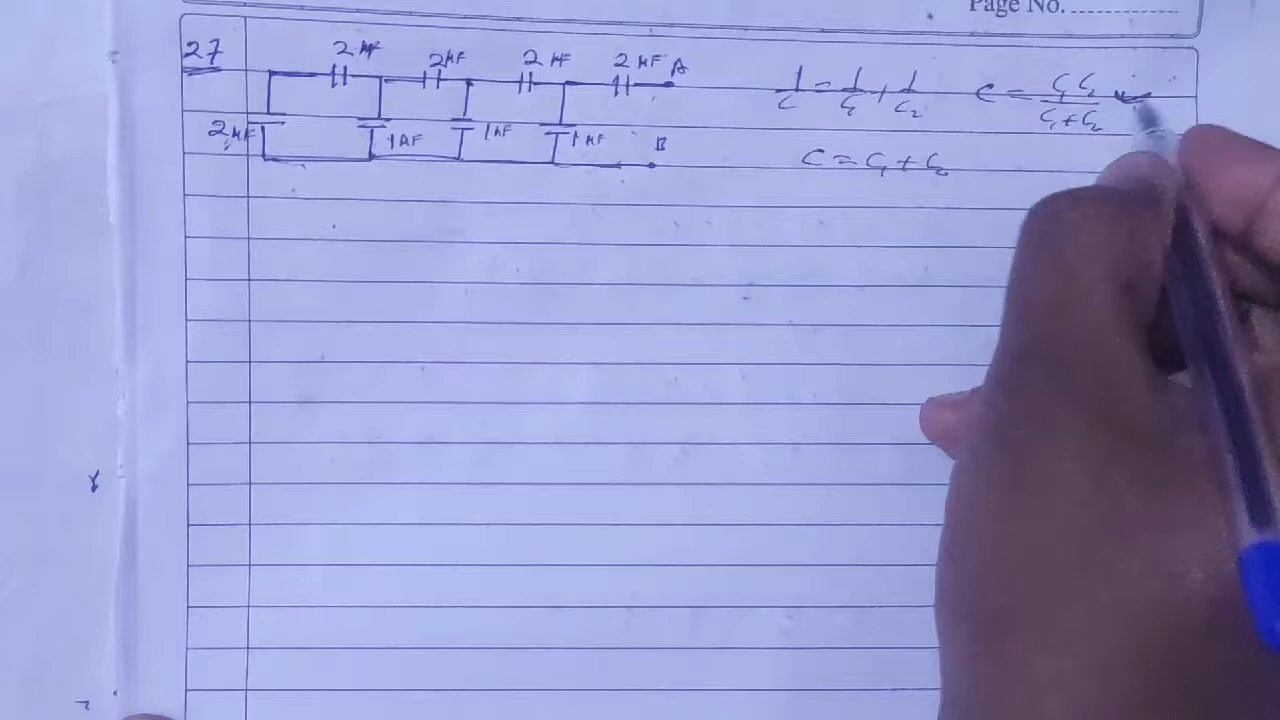 Page No.
27
2 μF 2 μF 2 μF 2 μF A
1/C = 1/C₁ + 1/C₂ C = C₁C₂/C₁+C₂
2 μF 1 μF 1 μF 1 μF B
C = C₁ + C₂